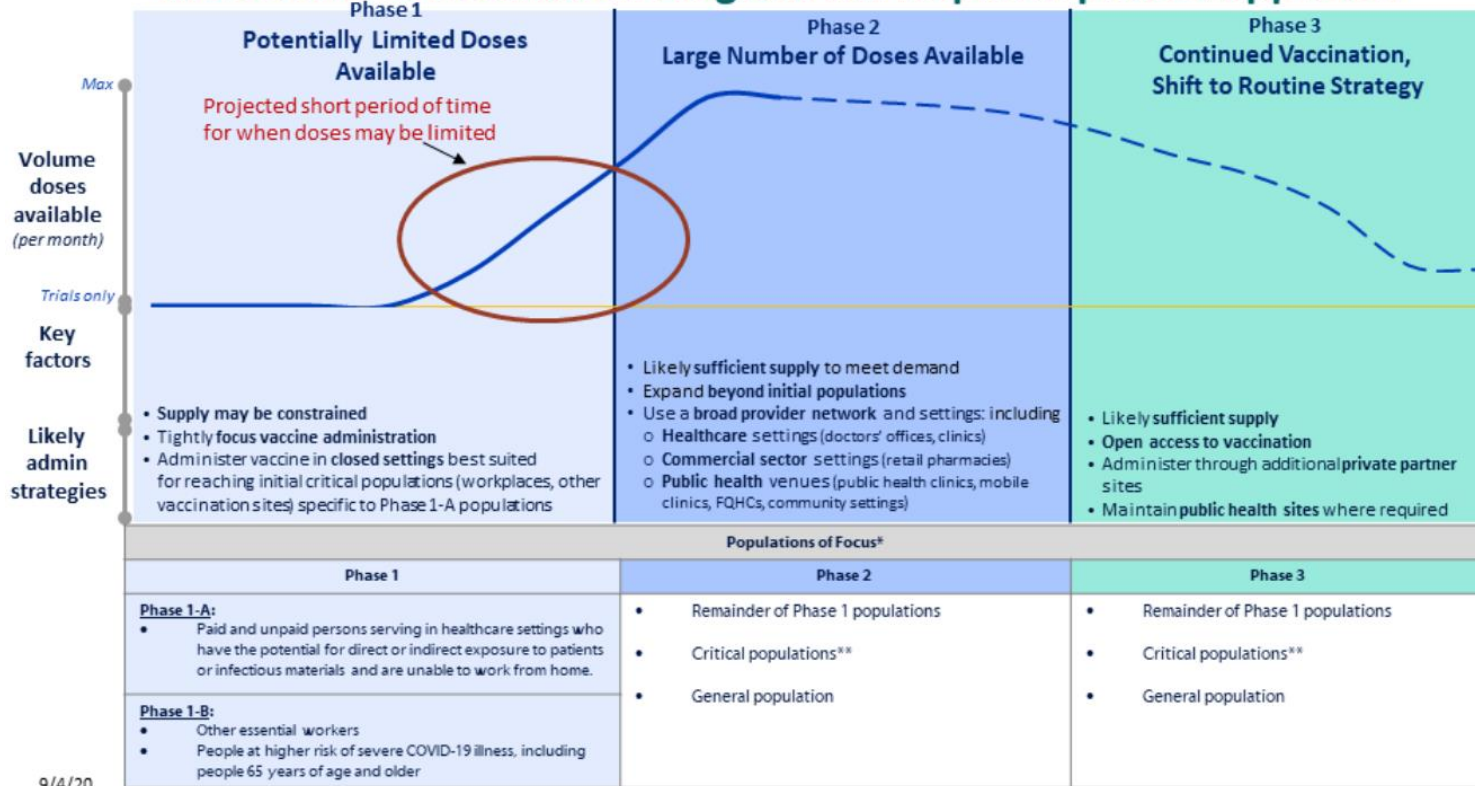 Phase 1
Potentially Limited Doses
Available
Projected short period of time
for when doses may be limited
Phase 2
Large Number of Doses Available
Phase 3
Continued Vaccination,
Shift to Routine Strategy
Max
Volume
doses
available
(per month)
Trials only
Key
factors
Likely
admin
strategies
• Supply may be constrained
• Tightly focus vaccine administration
• Administer vaccine in closed settings best suited
for reaching initial critical populations (workplaces, other
vaccination sites) specific to Phase 1-A populations
• Likely sufficient supply to meet demand
• Expand beyond initial populations
• Use a broad provider network and settings: including
o Healthcare settings (doctors' offices, clinics)
o Commercial sector settings (retail pharmacies)
o Public health venues (public health clinics, mobile
clinics, FQHCs, community settings)
• Likely sufficient supply
• Open access to vaccination
• Administer through additional private partner
sites
• Maintain public health sites where required
Populations of Focus*
Phase 1
Phase 2
Phase 3
Phase 1-A:
• Paid and unpaid persons serving in healthcare settings who
have the potential for direct or indirect exposure to patients
or infectious materials and are unable to work from home.
Phase 1-B:
• Other essential workers
• People at higher risk of severe COVID-19 illness, including
people 65 years of age and older
• Remainder of Phase 1 populations
• Critical populations**
• General population
• Remainder of Phase 1 populations
• Critical populations**
• General population
9/4/20